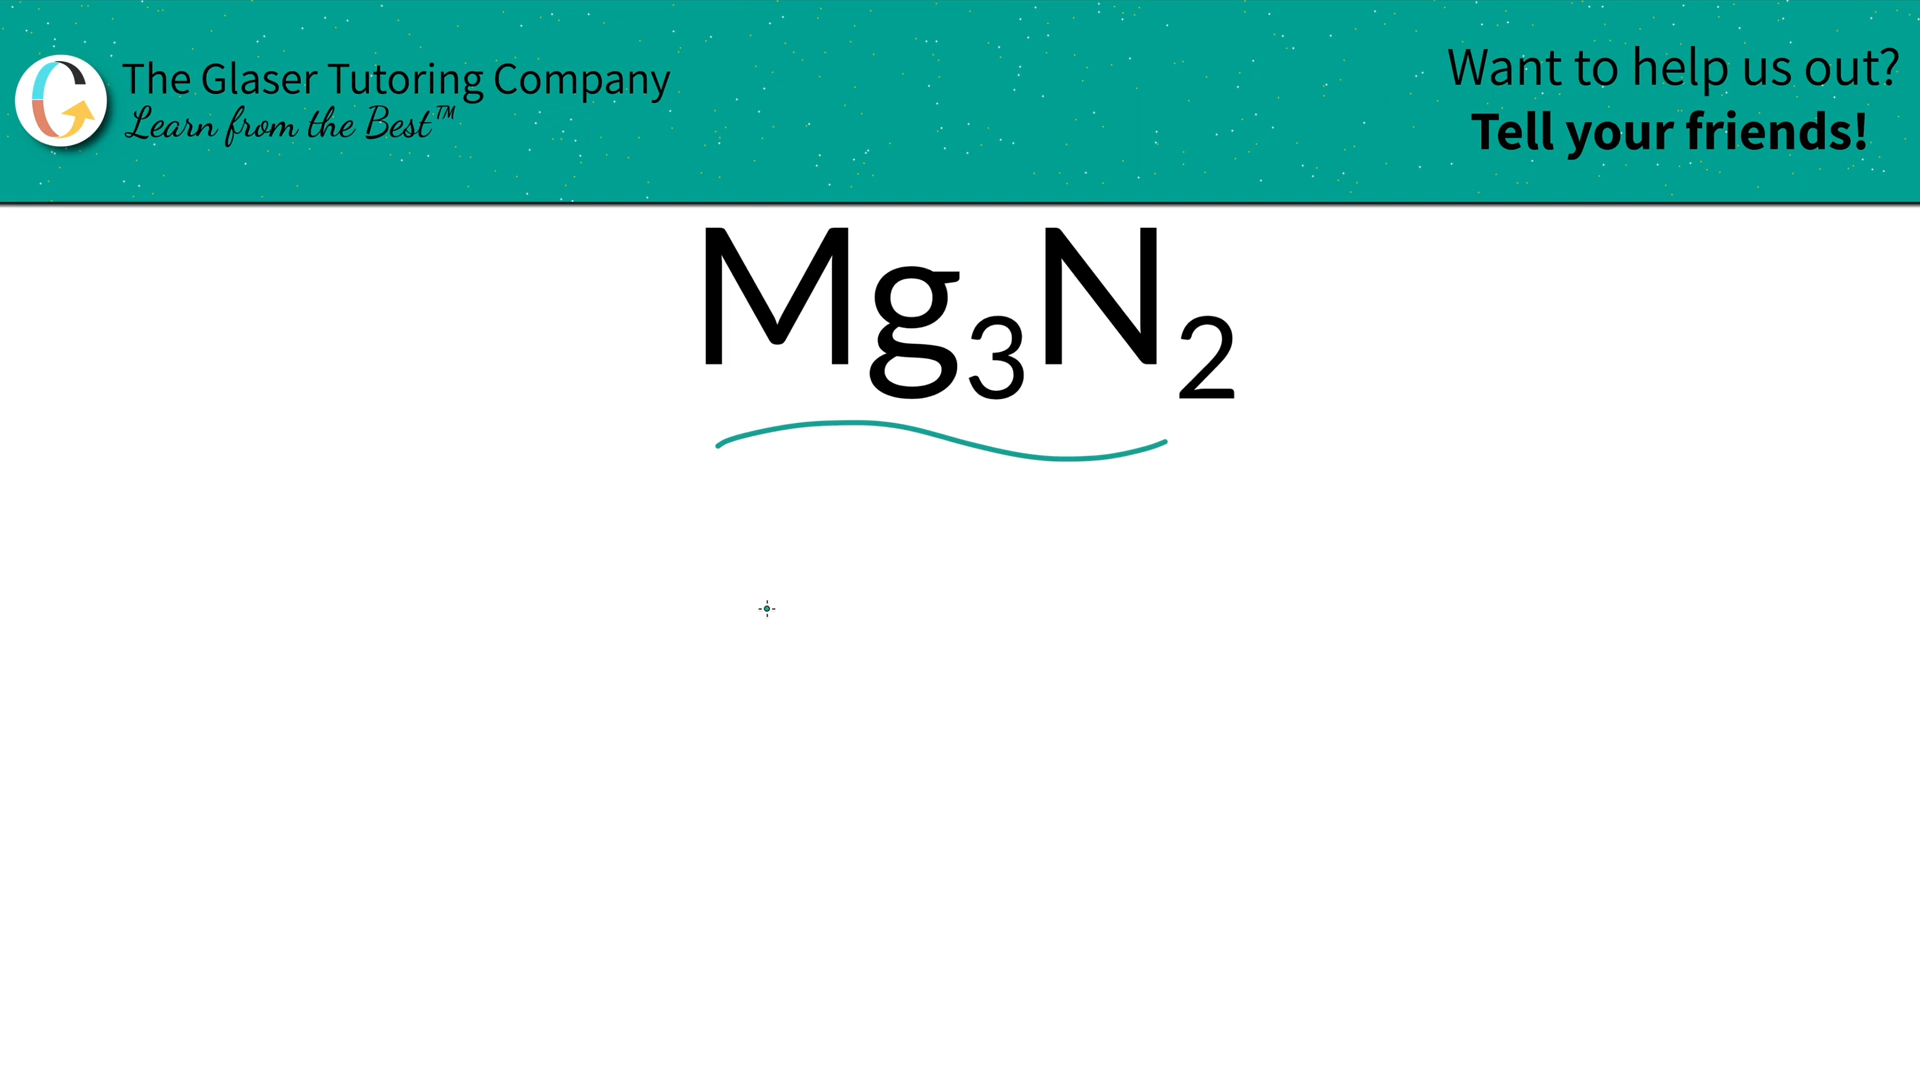 The Glaser Tutoring Company
Learn from the Best™
Want to help us out?
Tell your friends!
Mg₃N₂